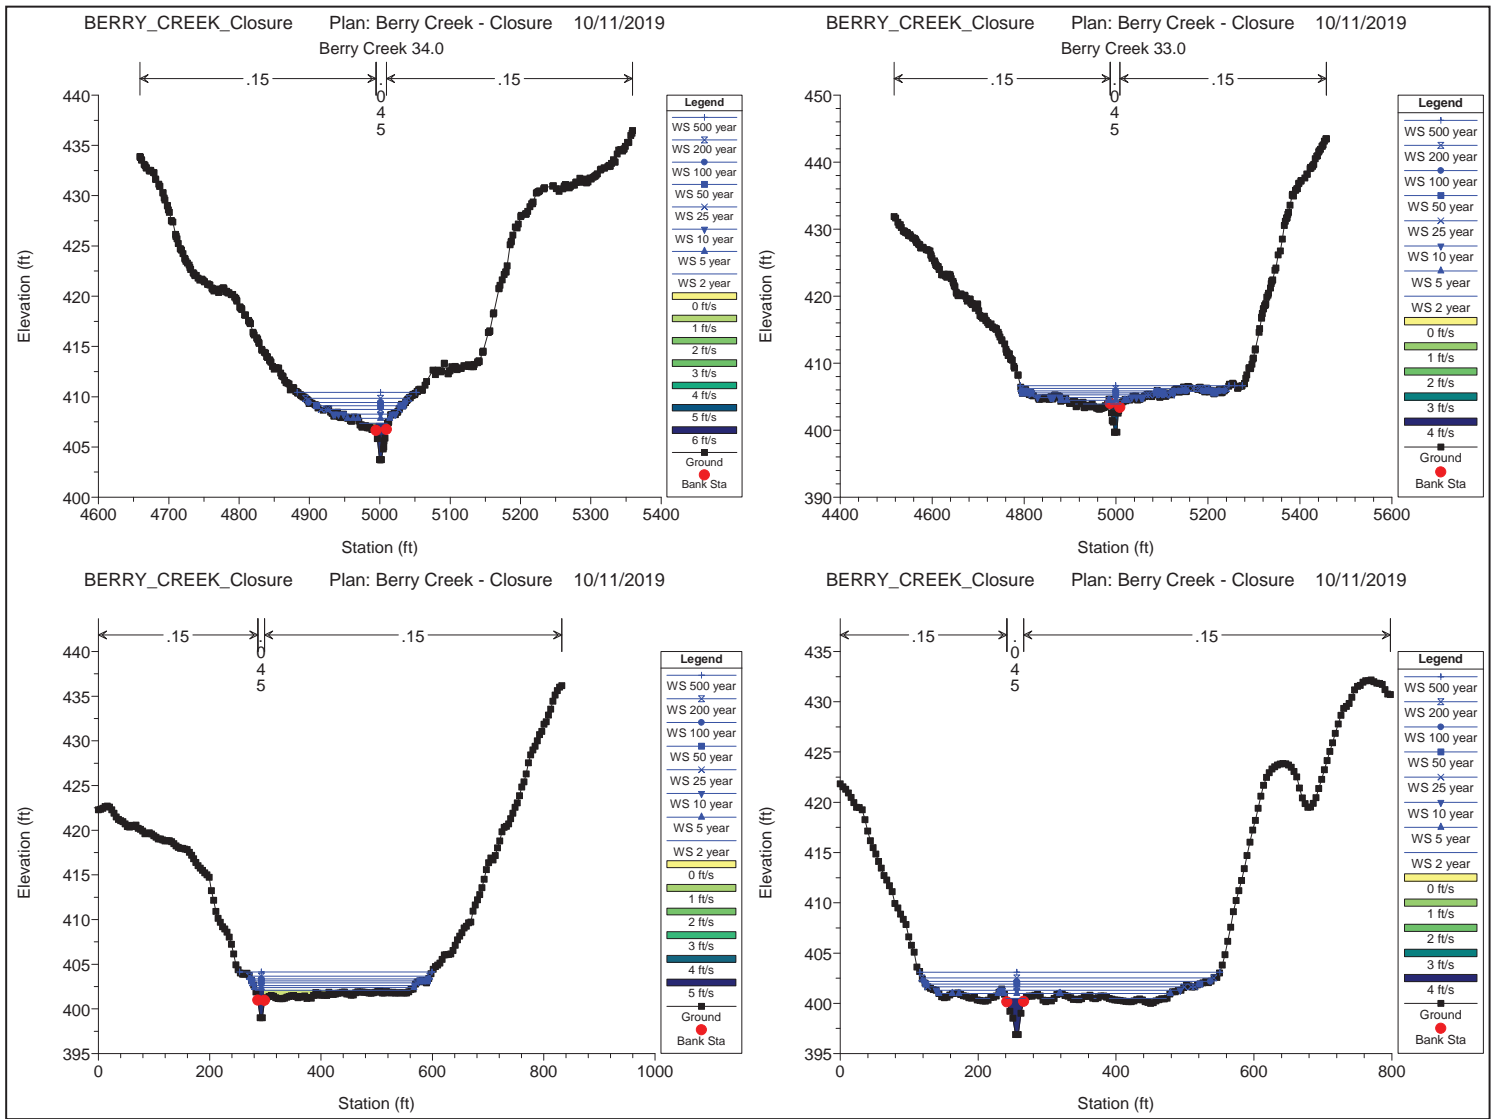 BERRY_CREEK_Closure Plan: Berry Creek - Closure 10/11/2019
Berry Creek 34.0
.15 .045 .15
Elevation (ft)
440
435
430
425
420
415
410
405
400
4600 4700 4800 4900 5000 5100 5200 5300 5400
Station (ft)
Legend
WS 500 year
WS 200 year
WS 100 year
WS 50 year
WS 25 year
WS 10 year
WS 5 year
WS 2 year
0 ft/s
1 ft/s
2 ft/s
3 ft/s
4 ft/s
5 ft/s
6 ft/s
Ground
Bank Sta
BERRY_CREEK_Closure Plan: Berry Creek - Closure 10/11/2019
Berry Creek 33.0
.15 .045 .15
Elevation (ft)
450
440
430
420
410
400
390
4400 4600 4800 5000 5200 5400 5600
Station (ft)
Legend
WS 500 year
WS 200 year
WS 100 year
WS 50 year
WS 25 year
WS 10 year
WS 5 year
WS 2 year
0 ft/s
1 ft/s
2 ft/s
3 ft/s
4 ft/s
Ground
Bank Sta
BERRY_CREEK_Closure Plan: Berry Creek - Closure 10/11/2019
.15 .045 .15
Elevation (ft)
440
435
430
425
420
415
410
405
400
395
0 200 400 600 800 1000
Station (ft)
Legend
WS 500 year
WS 200 year
WS 100 year
WS 50 year
WS 25 year
WS 10 year
WS 5 year
WS 2 year
0 ft/s
1 ft/s
2 ft/s
3 ft/s
4 ft/s
5 ft/s
Ground
Bank Sta
BERRY_CREEK_Closure Plan: Berry Creek - Closure 10/11/2019
.15 .045 .15
Elevation (ft)
435
430
425
420
415
410
405
400
395
0 200 400 600 800
Station (ft)
Legend
WS 500 year
WS 200 year
WS 100 year
WS 50 year
WS 25 year
WS 10 year
WS 5 year
WS 2 year
0 ft/s
1 ft/s
2 ft/s
3 ft/s
4 ft/s
Ground
Bank Sta